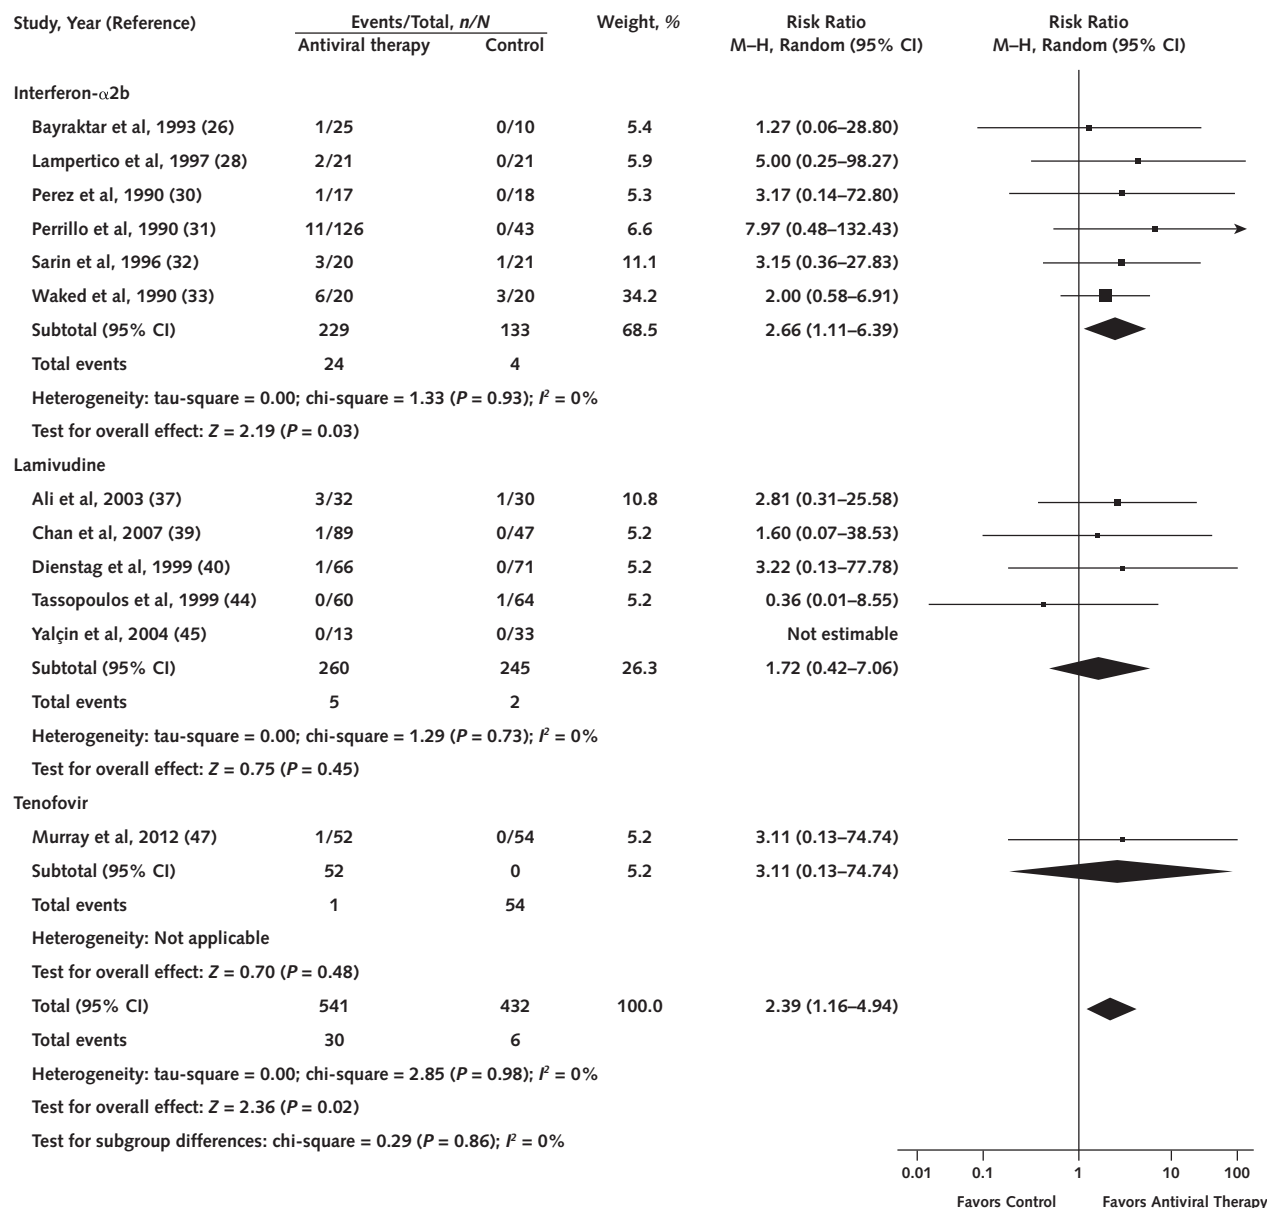 Study, Year (Reference) Events/Total, n/N Weight, % Risk Ratio Risk Ratio
Antiviral therapy Control M–H, Random (95% CI) M–H, Random (95% CI)
Interferon-α2b
Bayraktar et al, 1993 (26) 1/25 0/10 5.4 1.27 (0.06–28.80)
Lampertico et al, 1997 (28) 2/21 0/21 5.9 5.00 (0.25–98.27)
Perez et al, 1990 (30) 1/17 0/18 5.3 3.17 (0.14–72.80)
Perrillo et al, 1990 (31) 11/126 0/43 6.6 7.97 (0.48–132.43)
Sarin et al, 1996 (32) 3/20 1/21 11.1 3.15 (0.36–27.83)
Waked et al, 1990 (33) 6/20 3/20 34.2 2.00 (0.58–6.91)
Subtotal (95% CI) 229 133 68.5 2.66 (1.11–6.39)
Total events 24 4
Heterogeneity: tau-square = 0.00; chi-square = 1.33 (P = 0.93); I² = 0%
Test for overall effect: Z = 2.19 (P = 0.03)
Lamivudine
Ali et al, 2003 (37) 3/32 1/30 10.8 2.81 (0.31–25.58)
Chan et al, 2007 (39) 1/89 0/47 5.2 1.60 (0.07–38.53)
Dienstag et al, 1999 (40) 1/66 0/71 5.2 3.22 (0.13–77.78)
Tassopoulos et al, 1999 (44) 0/60 1/64 5.2 0.36 (0.01–8.55)
Yalçin et al, 2004 (45) 0/13 0/33 Not estimable
Subtotal (95% CI) 260 245 26.3 1.72 (0.42–7.06)
Total events 5 2
Heterogeneity: tau-square = 0.00; chi-square = 1.29 (P = 0.73); I² = 0%
Test for overall effect: Z = 0.75 (P = 0.45)
Tenofovir
Murray et al, 2012 (47) 1/52 0/54 5.2 3.11 (0.13–74.74)
Subtotal (95% CI) 52 0 5.2 3.11 (0.13–74.74)
Total events 1 54
Heterogeneity: Not applicable
Test for overall effect: Z = 0.70 (P = 0.48)
Total (95% CI) 541 432 100.0 2.39 (1.16–4.94)
Total events 30 6
Heterogeneity: tau-square = 0.00; chi-square = 2.85 (P = 0.98); I² = 0%
Test for overall effect: Z = 2.36 (P = 0.02)
Test for subgroup differences: chi-square = 0.29 (P = 0.86); I² = 0%
0.01 0.1 1 10 100
Favors Control Favors Antiviral Therapy